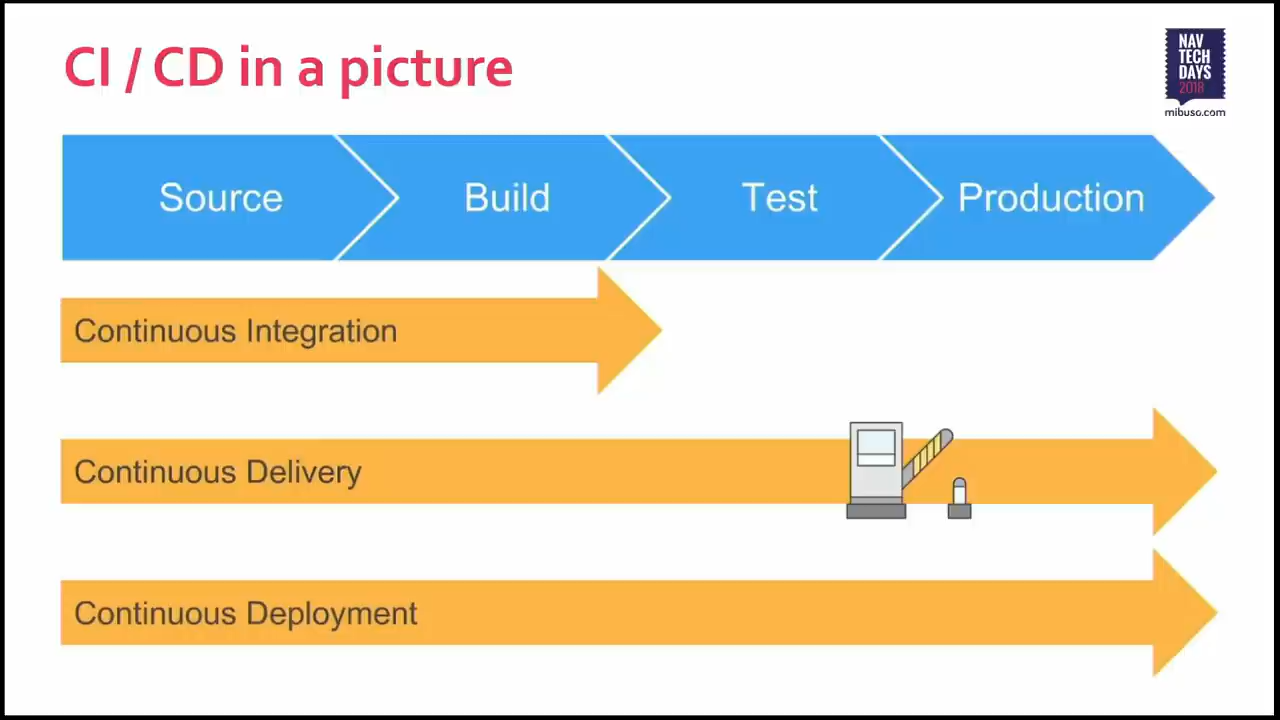 CI / CD in a picture
NAV
TECH
DAYS
2018
mibuso.com
Source
Build
Test
Production
Continuous Integration
Continuous Delivery
Continuous Deployment